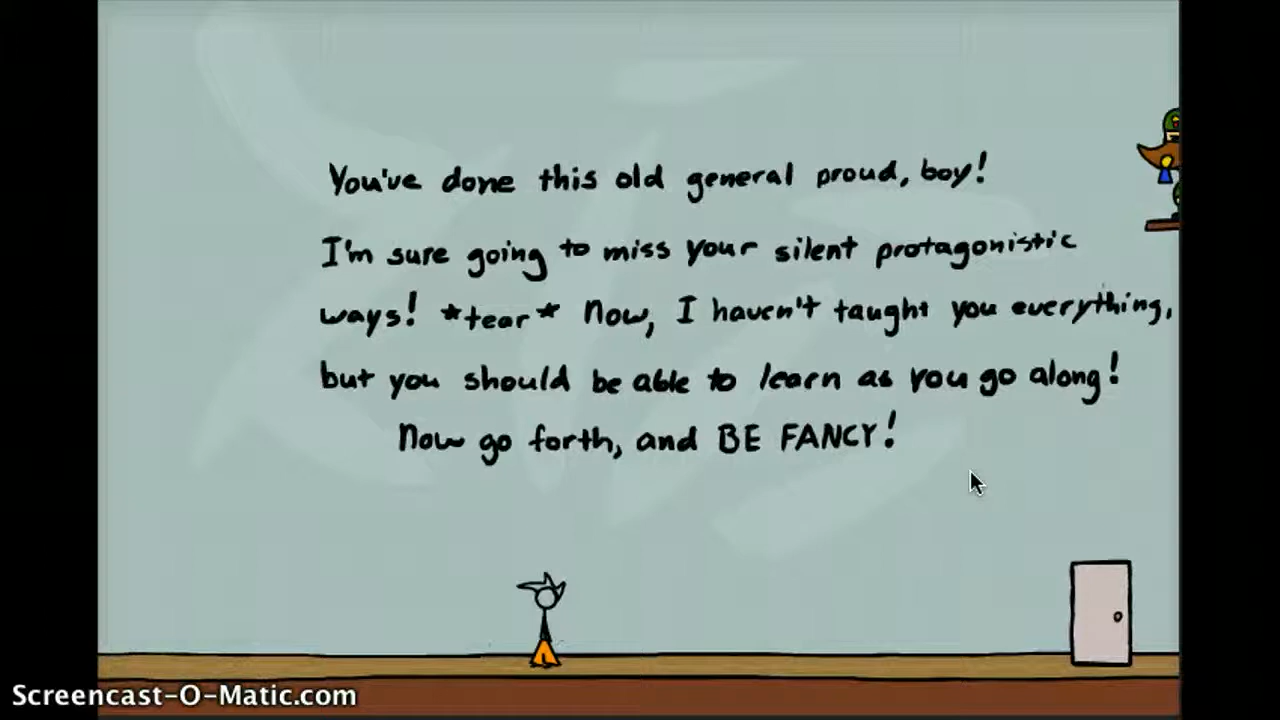 You've done this old general proud, boy!
I'm sure going to miss your silent protagonistic
ways! *tear* Now, I haven't taught you everything,
but you should be able to learn as you go along!
Now go forth, and BE FANCY!
Screencast-O-Matic.com